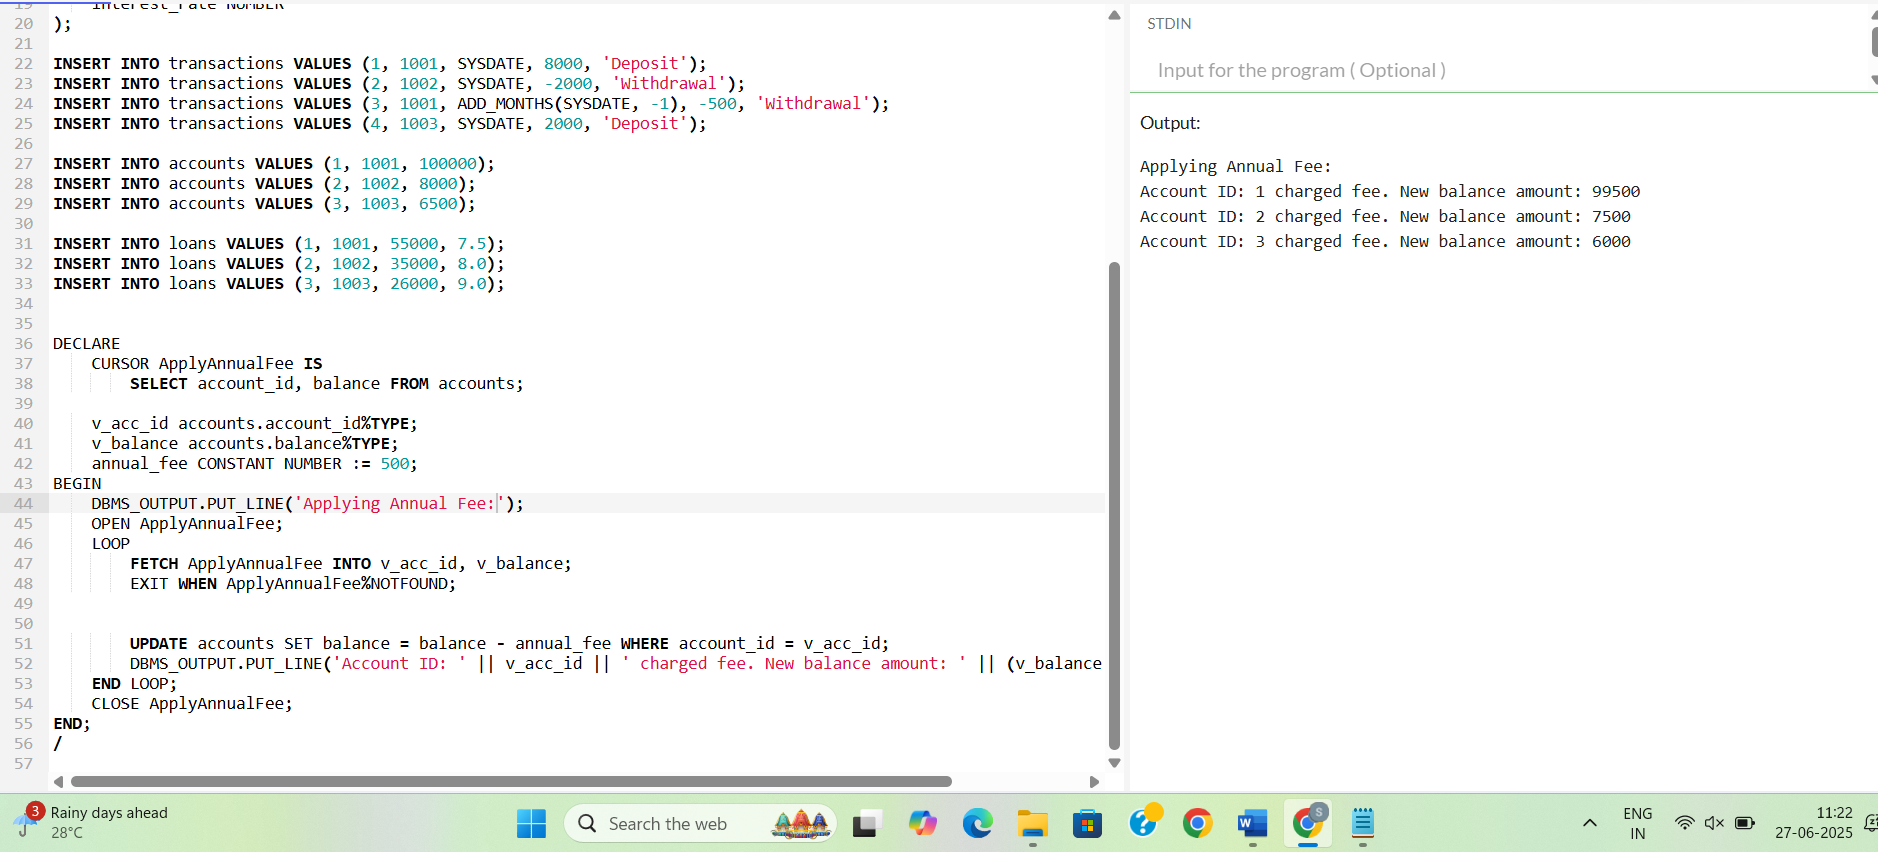 19 interest_rate NUMBER
20 );
21
22 INSERT INTO transactions VALUES (1, 1001, SYSDATE, 8000, 'Deposit');
23 INSERT INTO transactions VALUES (2, 1002, SYSDATE, -2000, 'Withdrawal');
24 INSERT INTO transactions VALUES (3, 1001, ADD_MONTHS(SYSDATE, -1), -500, 'Withdrawal');
25 INSERT INTO transactions VALUES (4, 1003, SYSDATE, 2000, 'Deposit');
26
27 INSERT INTO accounts VALUES (1, 1001, 100000);
28 INSERT INTO accounts VALUES (2, 1002, 8000);
29 INSERT INTO accounts VALUES (3, 1003, 6500);
30
31 INSERT INTO loans VALUES (1, 1001, 55000, 7.5);
32 INSERT INTO loans VALUES (2, 1002, 35000, 8.0);
33 INSERT INTO loans VALUES (3, 1003, 26000, 9.0);
34
35
36 DECLARE
37 CURSOR ApplyAnnualFee IS
38 SELECT account_id, balance FROM accounts;
39
40 v_acc_id accounts.account_id%TYPE;
41 v_balance accounts.balance%TYPE;
42 annual_fee CONSTANT NUMBER := 500;
43 BEGIN
44 DBMS_OUTPUT.PUT_LINE('Applying Annual Fee:');
45 OPEN ApplyAnnualFee;
46 LOOP
47 FETCH ApplyAnnualFee INTO v_acc_id, v_balance;
48 EXIT WHEN ApplyAnnualFee%NOTFOUND;
49
50
51 UPDATE accounts SET balance = balance - annual_fee WHERE account_id = v_acc_id;
52 DBMS_OUTPUT.PUT_LINE('Account ID: ' || v_acc_id || ' charged fee. New balance amount: ' || (v_balance
53 END LOOP;
54 CLOSE ApplyAnnualFee;
55 END;
56 /
57
STDIN
Input for the program ( Optional )
Output:
Applying Annual Fee:
Account ID: 1 charged fee. New balance amount: 99500
Account ID: 2 charged fee. New balance amount: 7500
Account ID: 3 charged fee. New balance amount: 6000
3
Rainy days ahead
28°C
Search the web
S
ENG
IN
11:22
27-06-2025